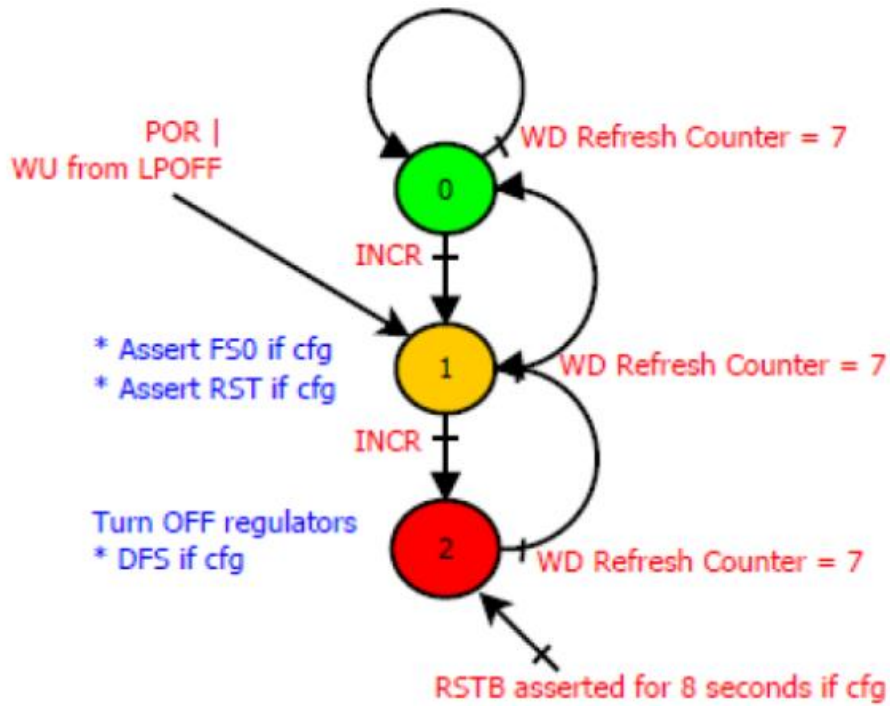 POR |
WU from LPOFF
WD Refresh Counter = 7
0
INCR
* Assert FS0 if cfg
* Assert RST if cfg
1
WD Refresh Counter = 7
INCR
Turn OFF regulators
* DFS if cfg
2
WD Refresh Counter = 7
RSTB asserted for 8 seconds if cfg